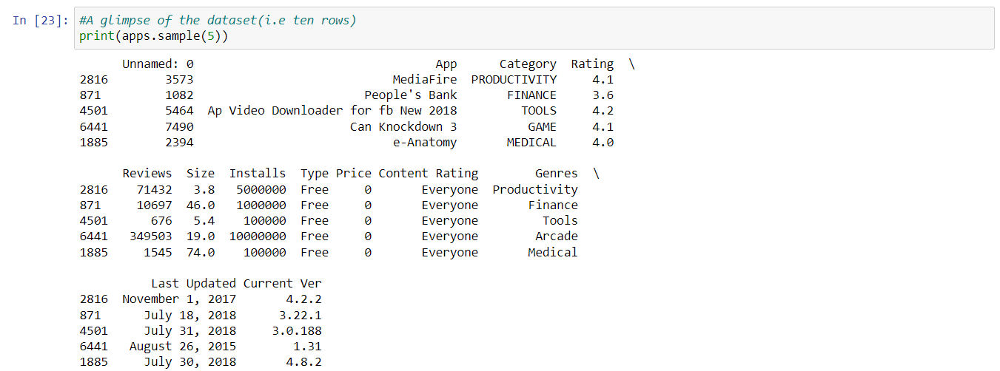 In [23]: #A glimpse of the dataset(i.e ten rows)
print(apps.sample(5))
Unnamed: 0 App Category Rating \
2816 3573 MediaFire PRODUCTIVITY 4.1
871 1082 People's Bank FINANCE 3.6
4501 5464 Ap Video Downloader for fb New 2018 TOOLS 4.2
6441 7490 Can Knockdown 3 GAME 4.1
1885 2394 e-Anatomy MEDICAL 4.0
Reviews Size Installs Type Price Content Rating Genres \
2816 71432 3.8 5000000 Free 0 Everyone Productivity
871 10697 46.0 1000000 Free 0 Everyone Finance
4501 676 5.4 100000 Free 0 Everyone Tools
6441 349503 19.0 10000000 Free 0 Everyone Arcade
1885 1545 74.0 100000 Free 0 Everyone Medical
Last Updated Current Ver
2816 November 1, 2017 4.2.2
871 July 18, 2018 3.22.1
4501 July 31, 2018 3.0.188
6441 August 26, 2015 1.31
1885 July 30, 2018 4.8.2